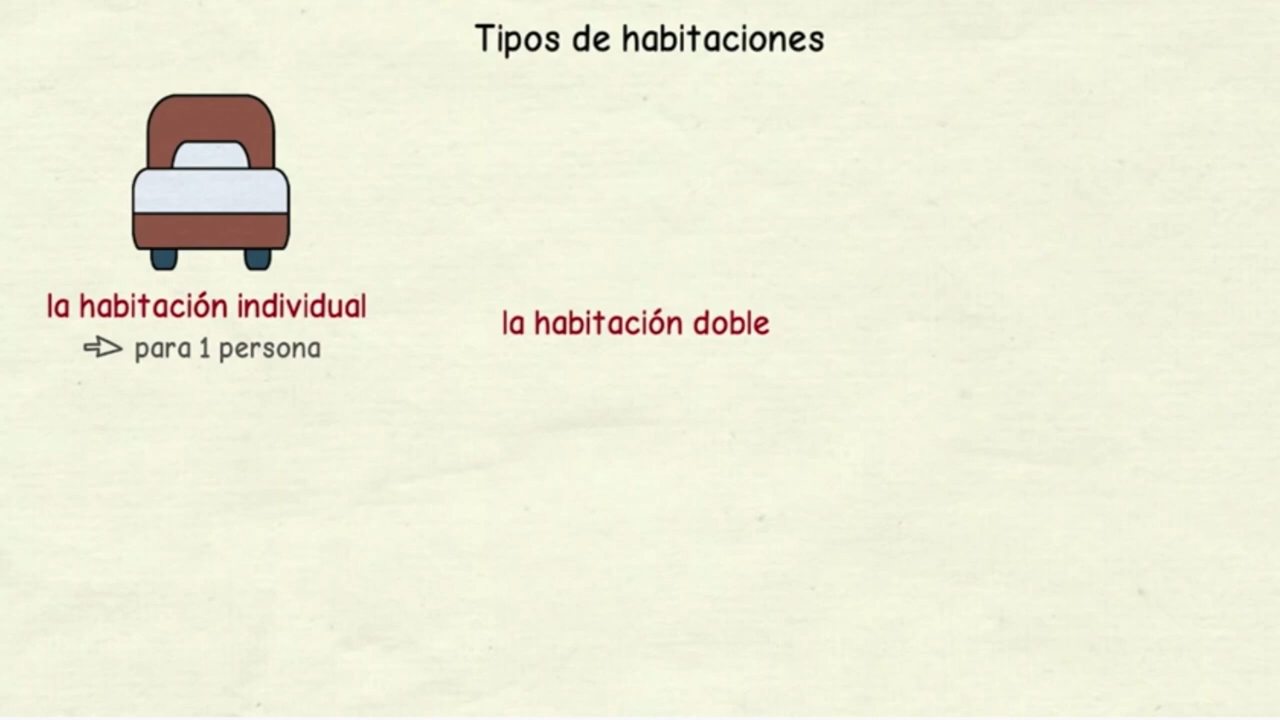 Tipos de habitaciones
la habitación individual
para 1 persona
la habitación doble